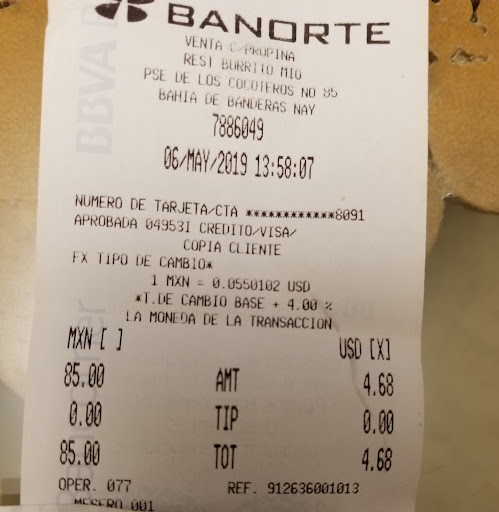 BANORTE
VENTA C/PROPINA
REST BURRITO MIO
PSE DE LOS COCOTEROS NO 85
BAHIA DE BANDERAS NAY
7886049
06/MAY/2019 13:58:07
NUMERO DE TARJETA/CTA ************8091
APROBADA 049531 CREDITO/VISA/
COPIA CLIENTE
FX TIPO DE CAMBIO*
1 MXN = 0.0550102 USD
*T.DE CAMBIO BASE + 4.00 %
LA MONEDA DE LA TRANSACCION
MXN [ ] USD [X]
85.00 AMT 4.68
0.00 TIP 0.00
85.00 TOT 4.68
OPER. 077 REF. 912636001013
MESERO 001
BBVA